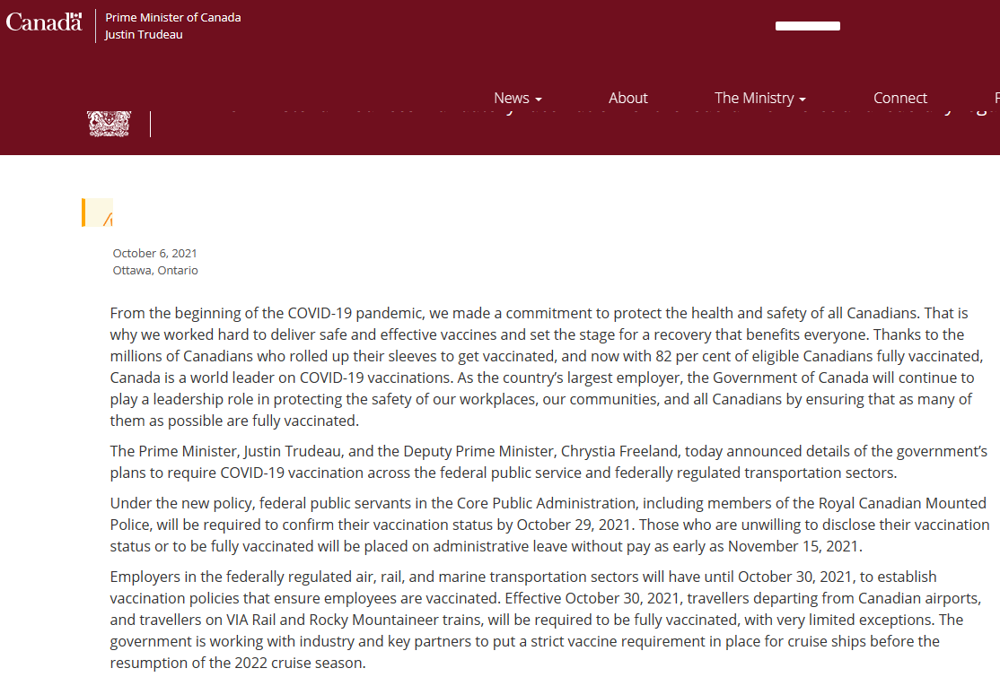 Canada
Prime Minister of Canada
Justin Trudeau
News
About
The Ministry
Connect
October 6, 2021
Ottawa, Ontario
From the beginning of the COVID-19 pandemic, we made a commitment to protect the health and safety of all Canadians. That is
why we worked hard to deliver safe and effective vaccines and set the stage for a recovery that benefits everyone. Thanks to the
millions of Canadians who rolled up their sleeves to get vaccinated, and now with 82 per cent of eligible Canadians fully vaccinated,
Canada is a world leader on COVID-19 vaccinations. As the country’s largest employer, the Government of Canada will continue to
play a leadership role in protecting the safety of our workplaces, our communities, and all Canadians by ensuring that as many of
them as possible are fully vaccinated.
The Prime Minister, Justin Trudeau, and the Deputy Prime Minister, Chrystia Freeland, today announced details of the government’s
plans to require COVID-19 vaccination across the federal public service and federally regulated transportation sectors.
Under the new policy, federal public servants in the Core Public Administration, including members of the Royal Canadian Mounted
Police, will be required to confirm their vaccination status by October 29, 2021. Those who are unwilling to disclose their vaccination
status or to be fully vaccinated will be placed on administrative leave without pay as early as November 15, 2021.
Employers in the federally regulated air, rail, and marine transportation sectors will have until October 30, 2021, to establish
vaccination policies that ensure employees are vaccinated. Effective October 30, 2021, travellers departing from Canadian airports,
and travellers on VIA Rail and Rocky Mountaineer trains, will be required to be fully vaccinated, with very limited exceptions. The
government is working with industry and key partners to put a strict vaccine requirement in place for cruise ships before the
resumption of the 2022 cruise season.